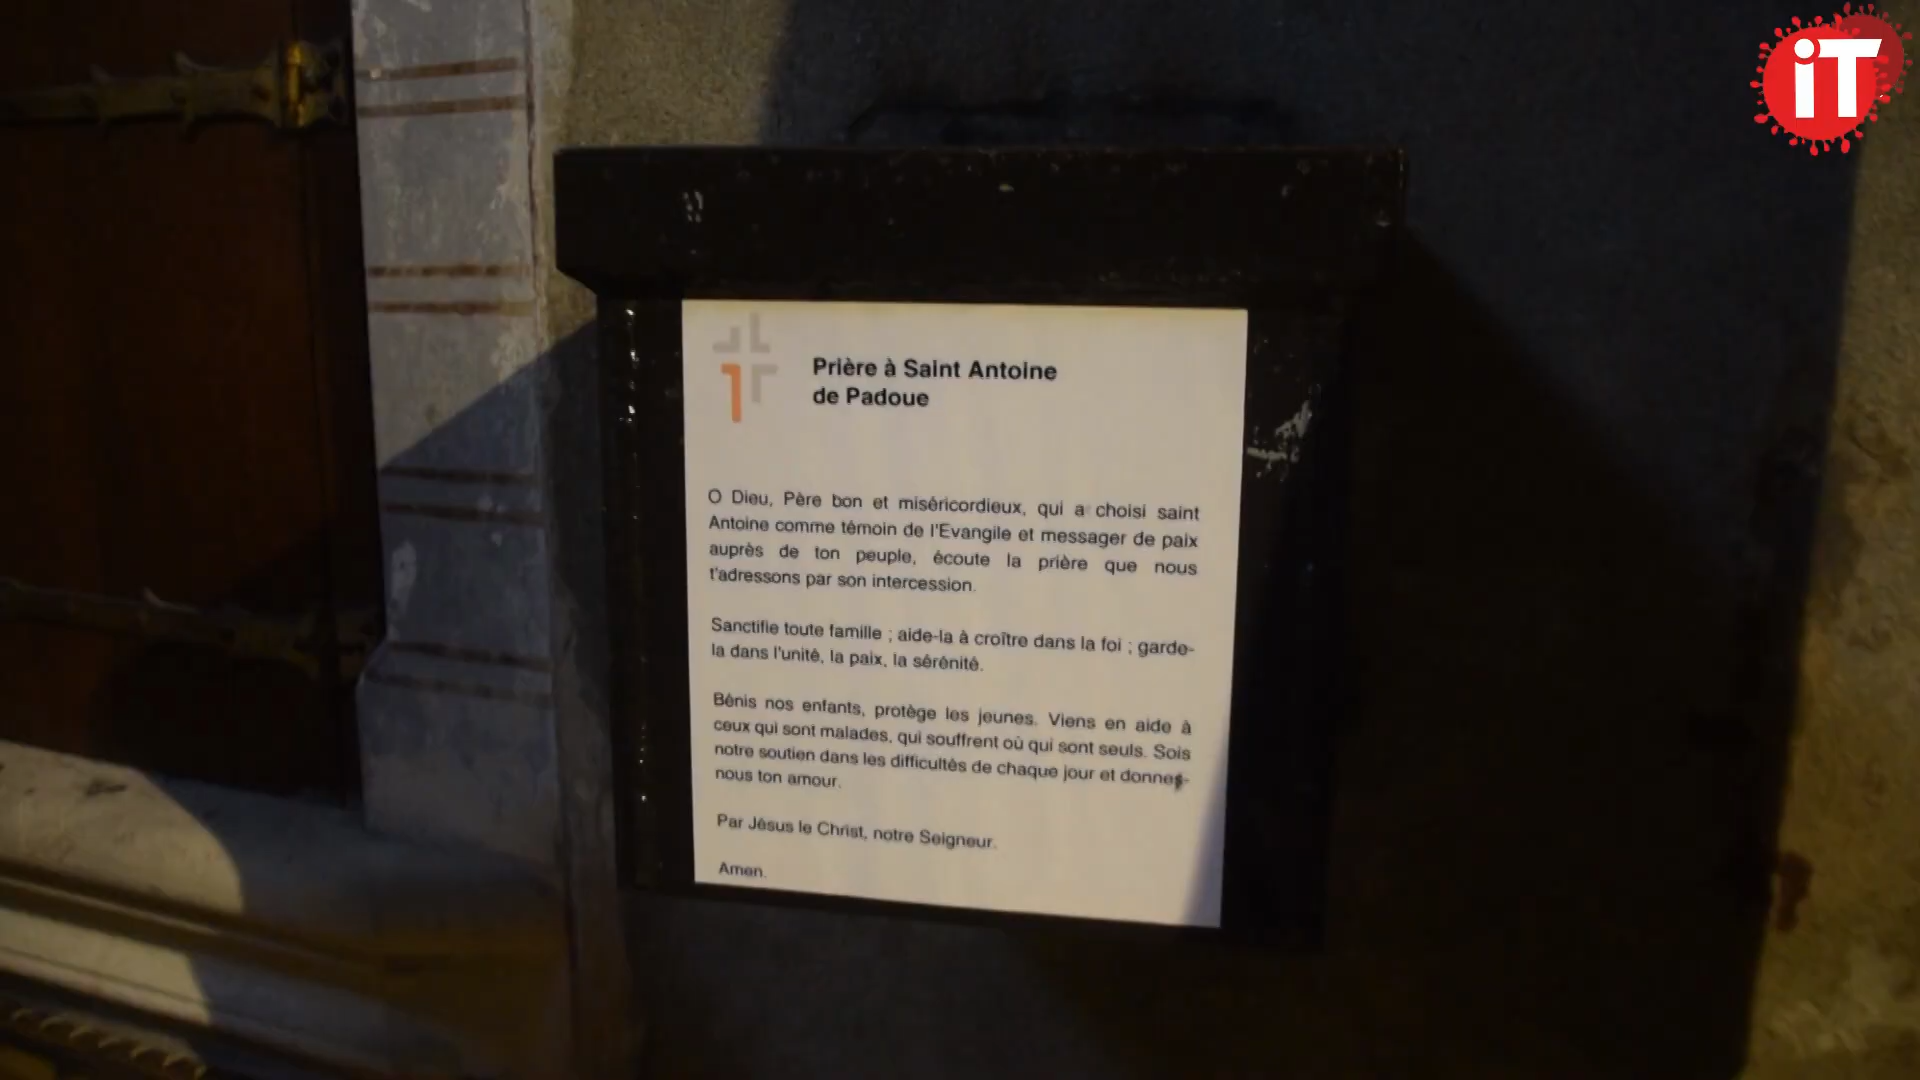 iT
Prière à Saint Antoine
de Padoue
O Dieu, Père bon et miséricordieux, qui a choisi saint
Antoine comme témoin de l'Evangile et messager de paix
auprès de ton peuple, écoute la prière que nous
t'adressons par son intercession.
Sanctifie toute famille ; aide-la à croître dans la foi ; garde-
la dans l'unité, la paix, la sérénité.
Bénis nos enfants, protège les jeunes. Viens en aide à
ceux qui sont malades, qui souffrent où qui sont seuls. Sois
notre soutien dans les difficultés de chaque jour et donnes-
nous ton amour.
Par Jésus le Christ, notre Seigneur.
Amen.